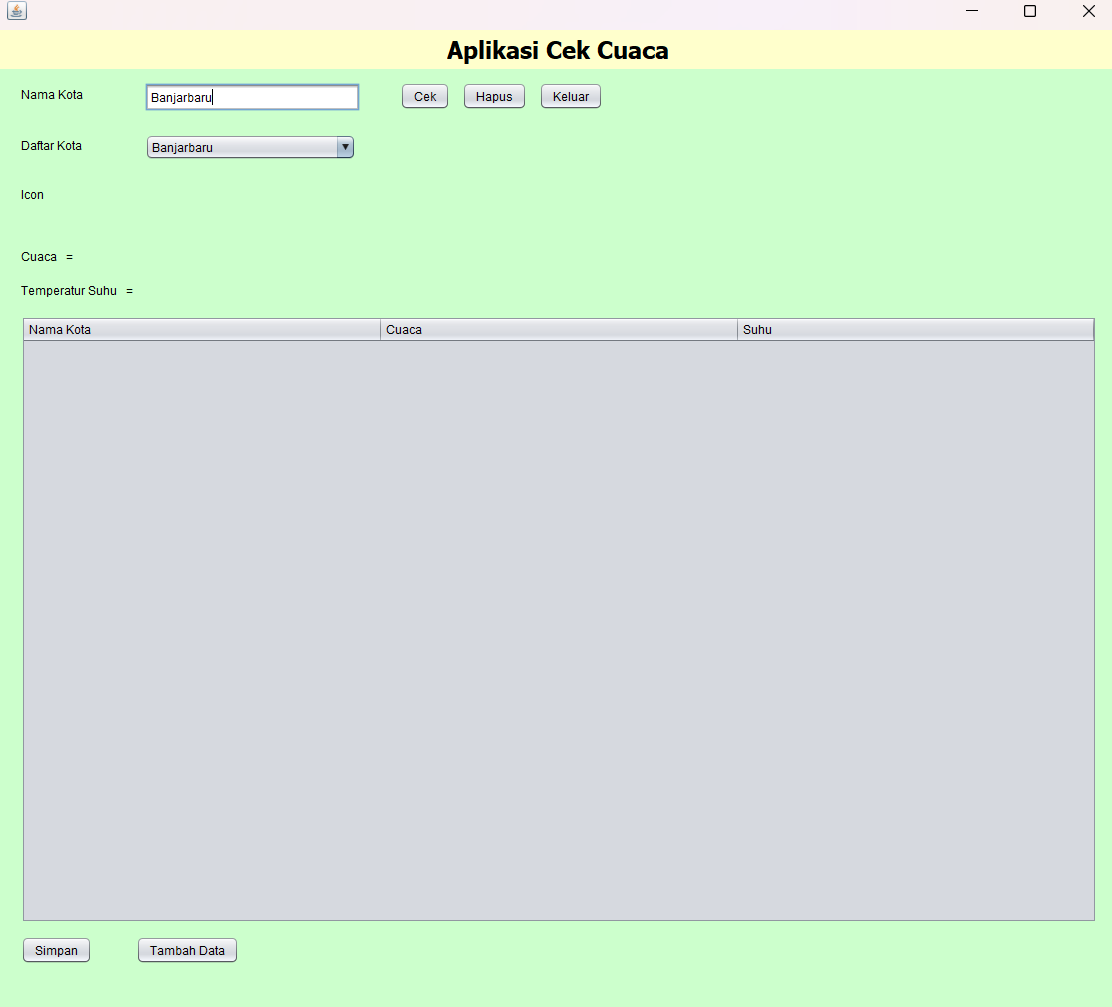 Aplikasi Cek Cuaca
Nama Kota Banjarbaru Cek Hapus Keluar
Daftar Kota Banjarbaru
Icon
Cuaca =
Temperatur Suhu =
Nama Kota Cuaca Suhu
Simpan Tambah Data